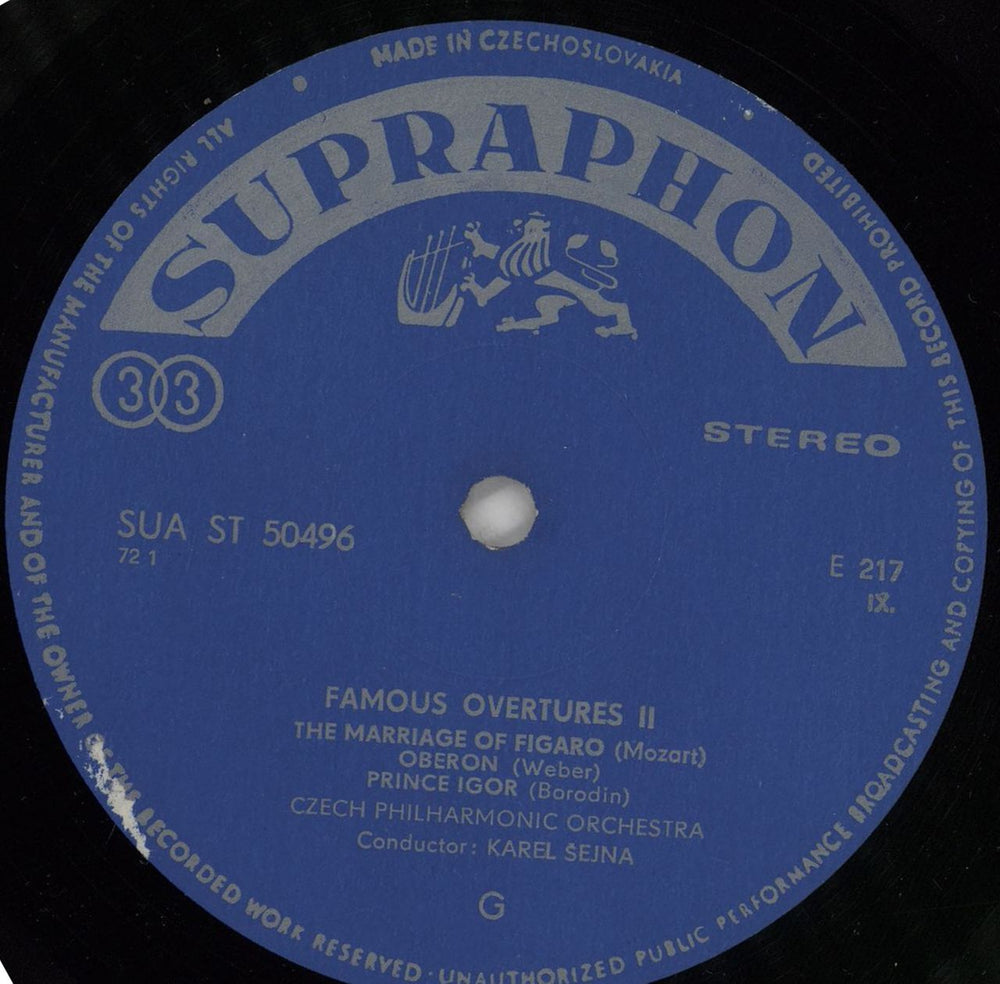 MADE IN CZECHOSLOVAKIA
SUPRAPHON
33
STEREO
SUA ST 50496
72 1
E 217
IX.
FAMOUS OVERTURES II
THE MARRIAGE OF FIGARO (Mozart)
OBERON (Weber)
PRINCE IGOR (Borodin)
CZECH PHILHARMONIC ORCHESTRA
Conductor: KAREL ŠEJNA
G
ALL RIGHTS OF THE MANUFACTURER AND OF THE OWNER OF THE RECORDED WORK RESERVED · UNAUTHORIZED PUBLIC PERFORMANCE BROADCASTING AND COPYING OF THIS RECORD PROHIBITED